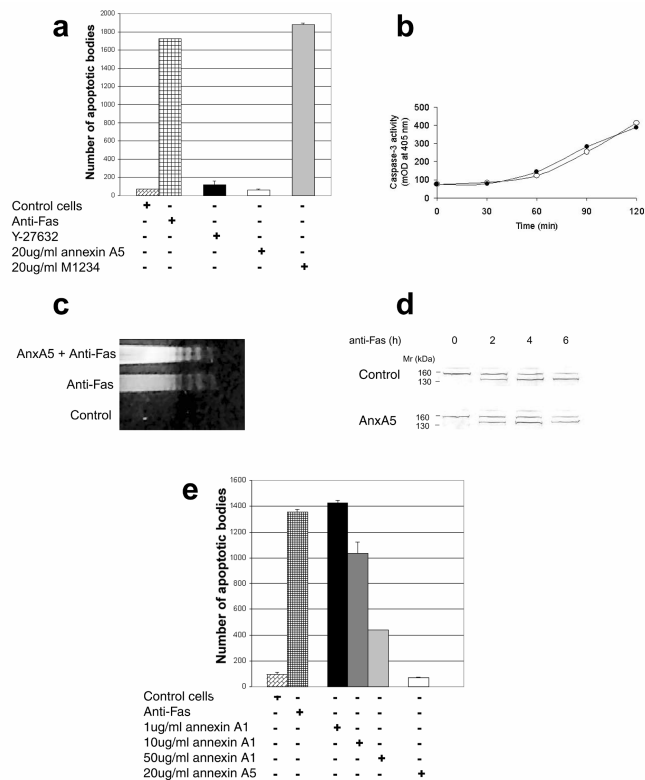 a
Number of apoptotic bodies
2000
1800
1600
1400
1200
1000
800
600
400
200
0
Control cells + - - - -
Anti-Fas - + - - -
Y-27632 - - + - -
20ug/ml annexin A5 - - - + -
20ug/ml M1234 - - - - +
b
Caspase-3 activity
(mOD at 405 nm)
500
400
300
200
100
0
0 30 60 90 120
Time (min)
c
AnxA5 + Anti-Fas
Anti-Fas
Control
d
anti-Fas (h) 0 2 4 6
Mr (kDa)
Control
160 -
130 -
AnxA5
160 -
130 -
e
Number of apoptotic bodies
1600
1400
1200
1000
800
600
400
200
0
Control cells + - - - - -
Anti-Fas - + - - - -
1ug/ml annexin A1 - - + - - -
10ug/ml annexin A1 - - - + - -
50ug/ml annexin A1 - - - - + -
20ug/ml annexin A5 - - - - - +